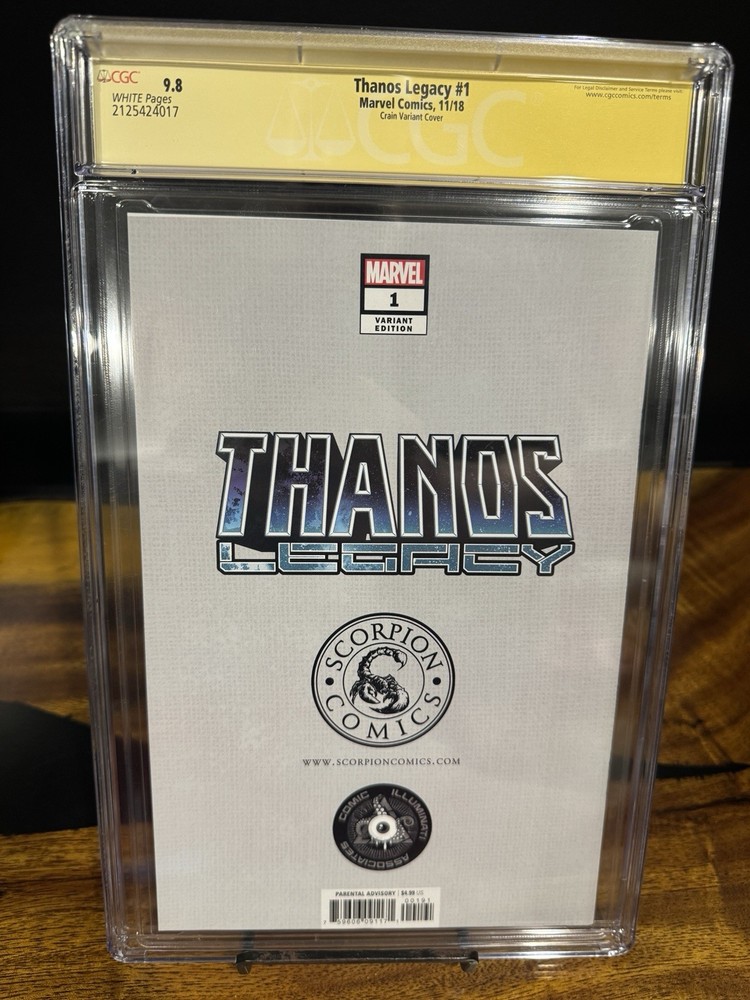 CGC
9.8
WHITE Pages
2125424017
Thanos Legacy #1
Marvel Comics, 11/18
Crain Variant Cover
For Legal Disclaimer and Service Terms please visit:
www.cgccomics.com/terms
CGC
MARVEL
1
VARIANT
EDITION
THANOS
LEGACY
SCORPION
COMICS
WWW.SCORPIONCOMICS.COM
COMIC ILLUMINATI
ASSOCIATES
PARENTAL ADVISORY $4.99 US
00191